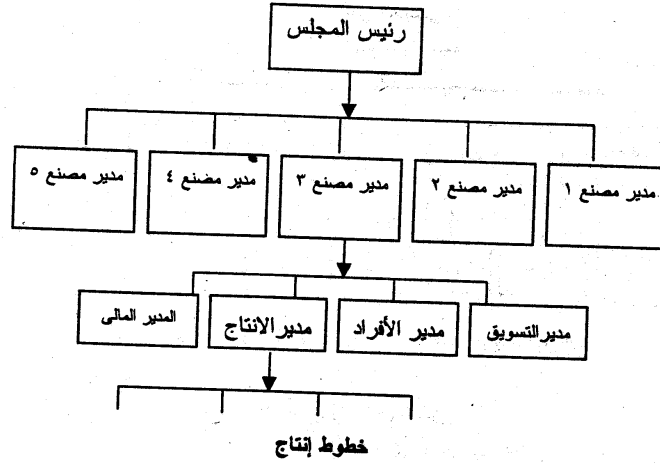 رئيس المجلس
مدير مصنع ١
مدير مصنع ٢
مدير مصنع ٣
مدير مضنع ٤
مدير مصنع ٥
مدير التسويق
مدير الأفراد
مدير الانتاج
المدير المالى
خطوط إنتاج